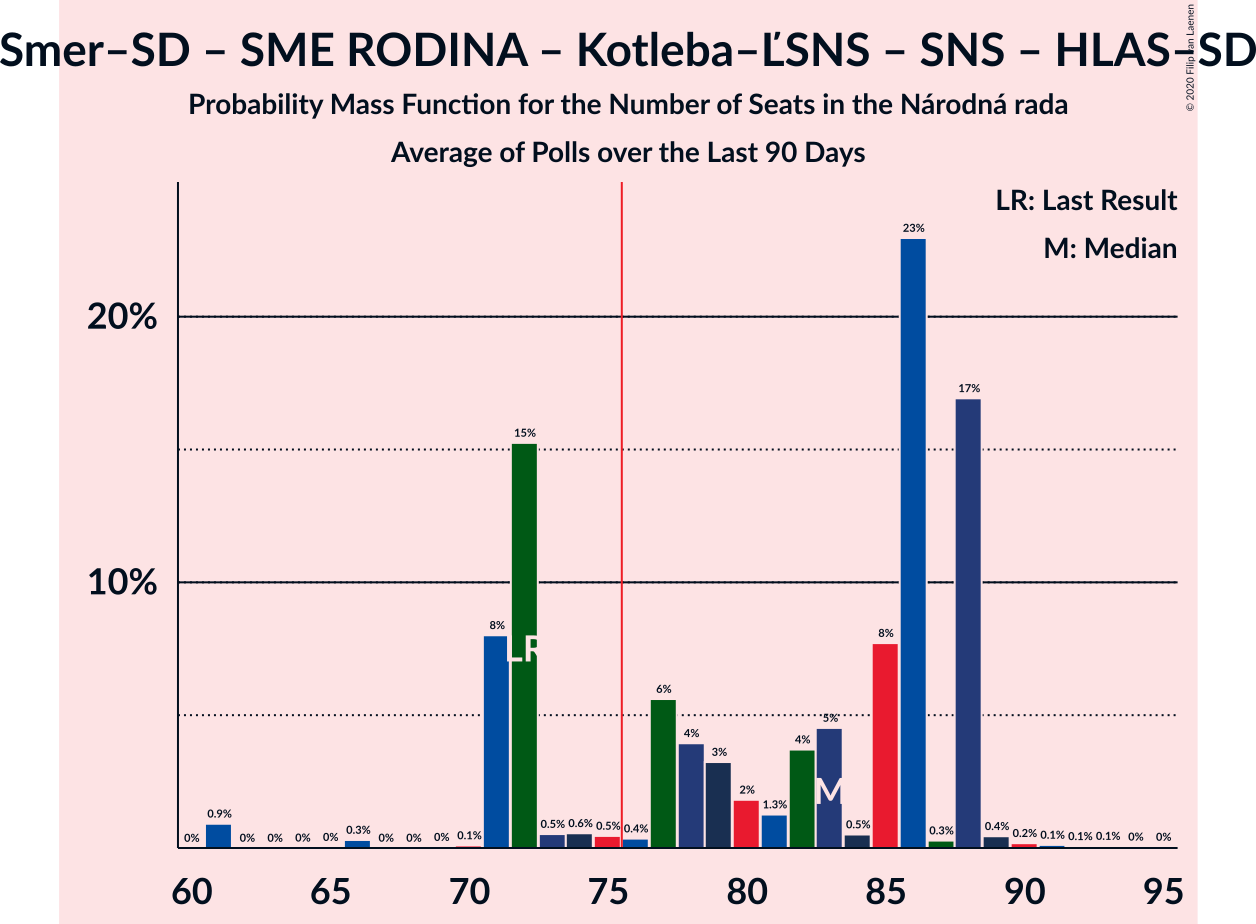 Smer–SD – SME RODINA – Kotleba–ĽSNS – SNS – HLAS–SD
Probability Mass Function for the Number of Seats in the Národná rada
Average of Polls over the Last 90 Days
© 2020 Filip van Laenen
LR: Last Result
M: Median
20%
10%
0% 0.9% 0% 0% 0% 0% 0.3% 0% 0% 0% 0.1% 8% 15% 0.5% 0.6% 0.5% 0.4% 6% 4% 3% 2% 1.3% 4% 5% 0.5% 8% 23% 0.3% 17% 0.4% 0.2% 0.1% 0.1% 0.1% 0% 0%
LR
M
60 65 70 75 80 85 90 95